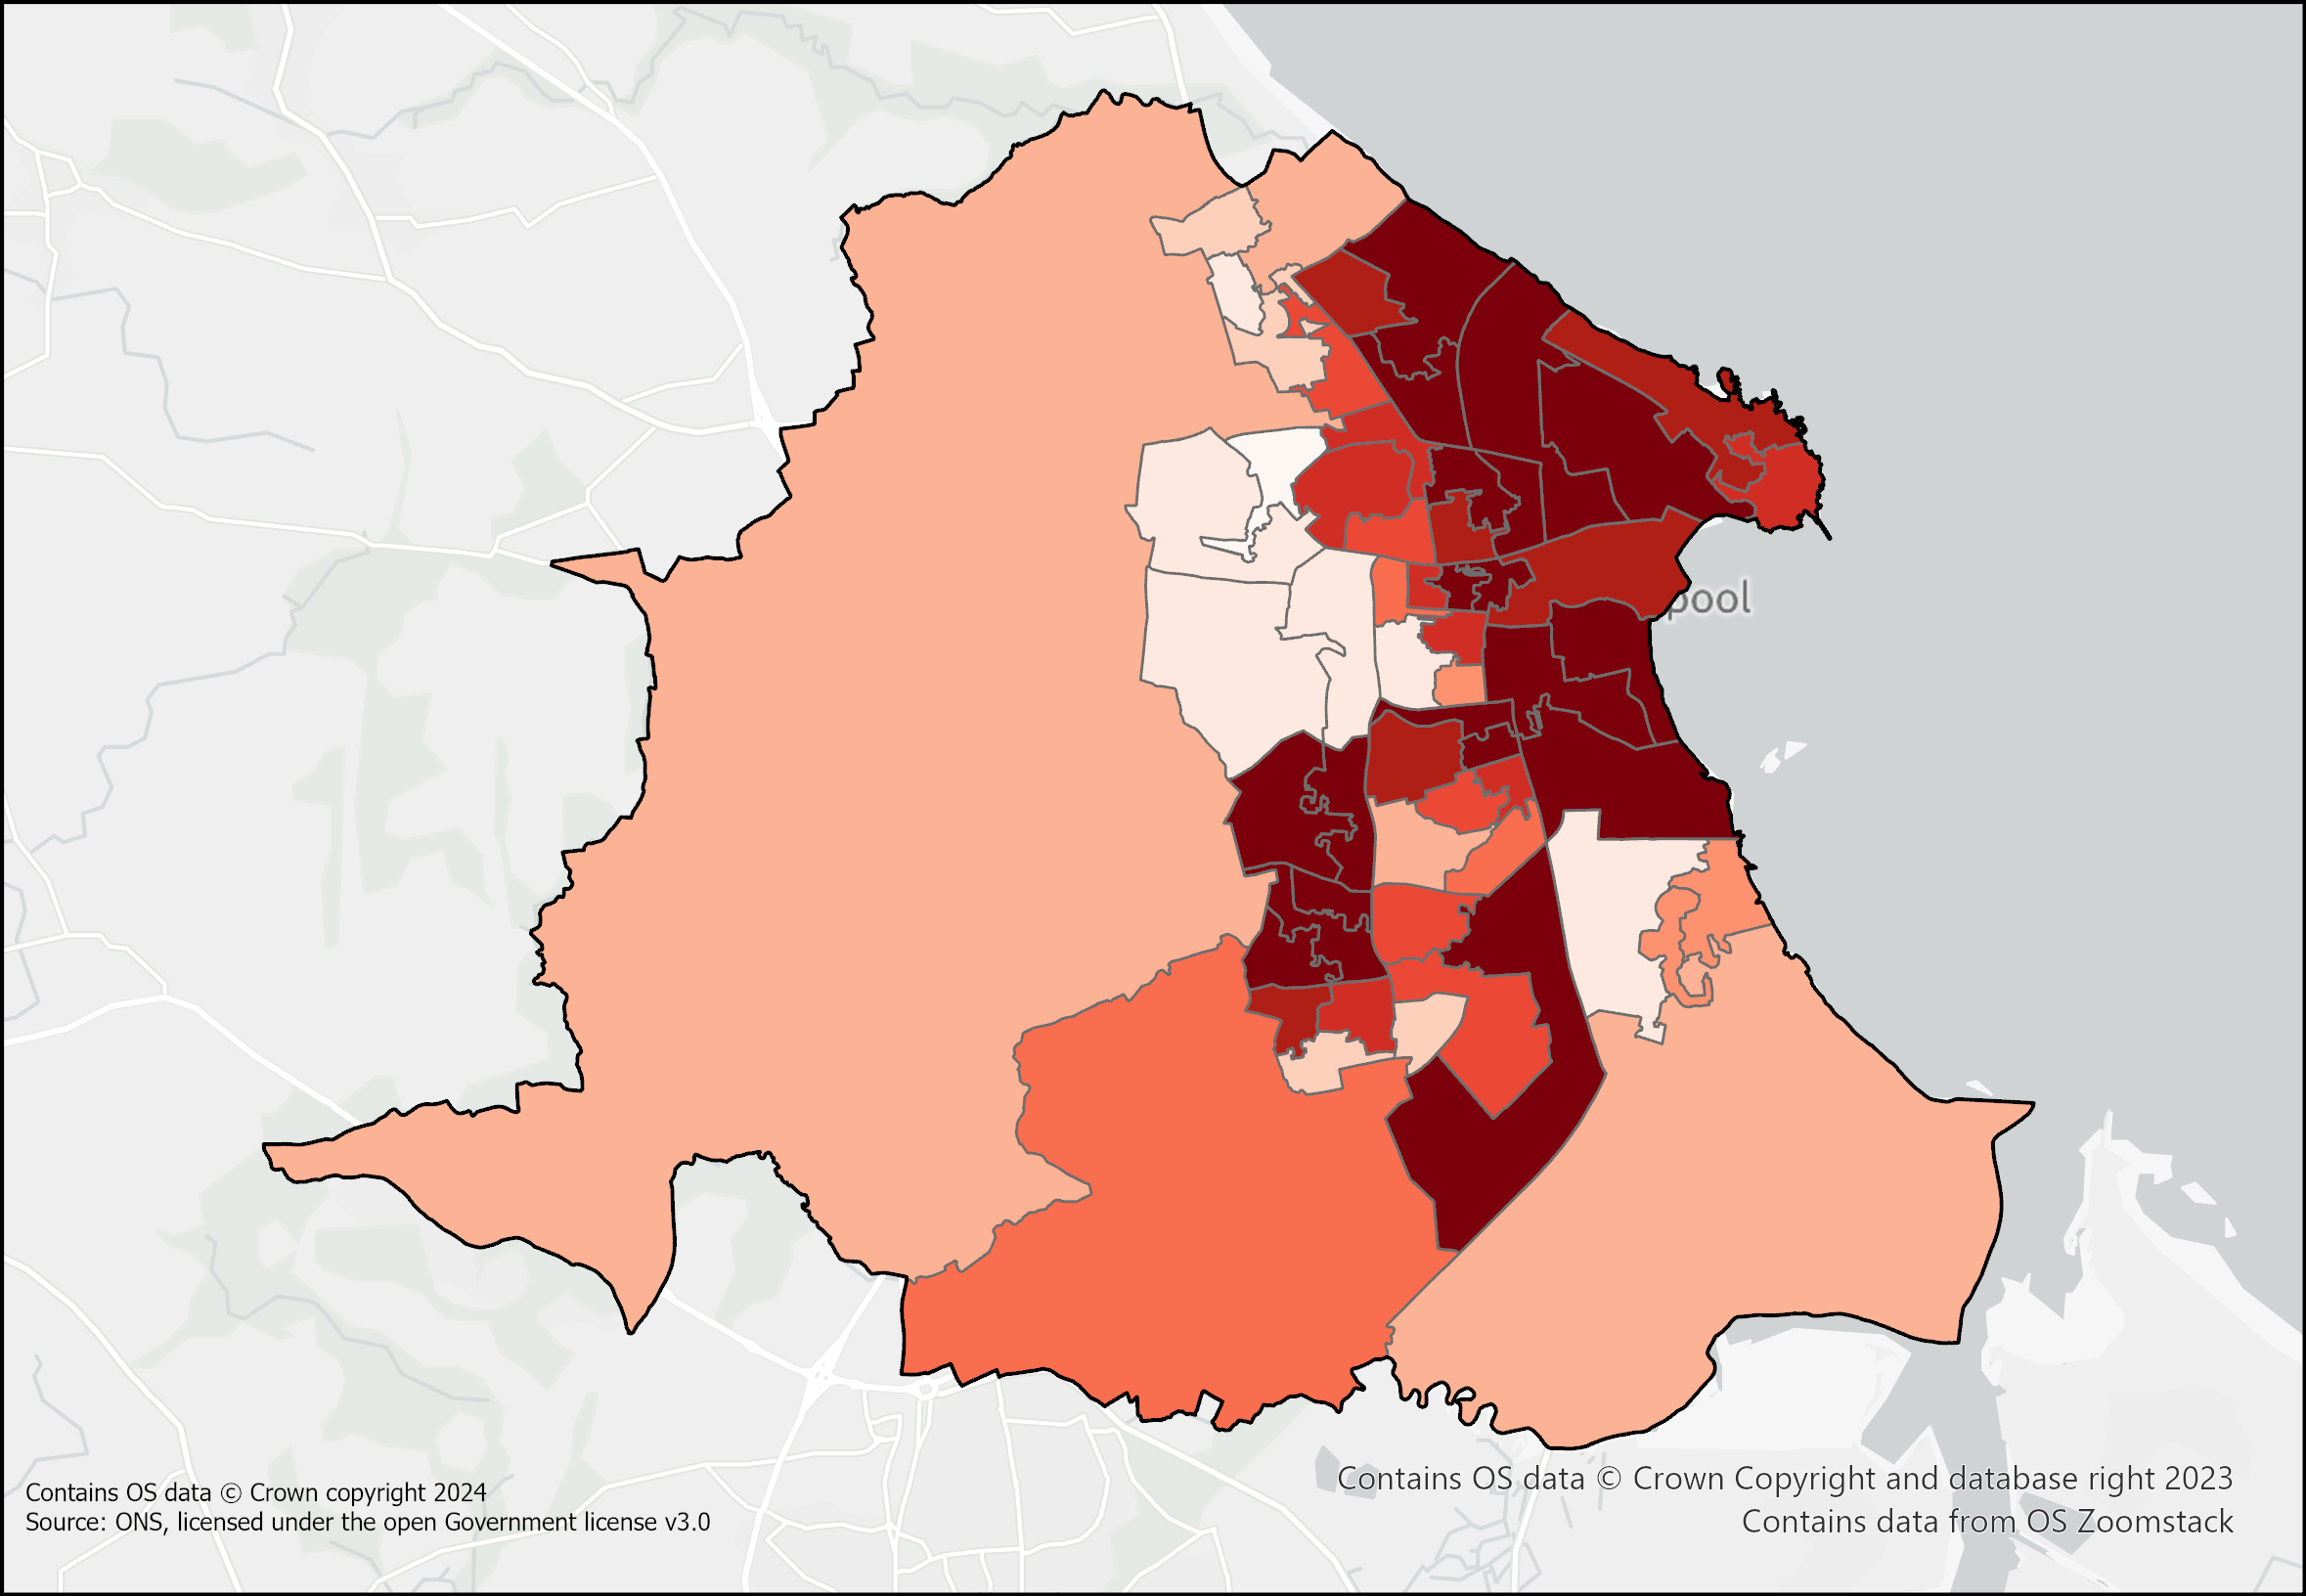 pool
Contains OS data © Crown copyright 2024
Source: ONS, licensed under the open Government license v3.0
Contains OS data © Crown Copyright and database right 2023
Contains data from OS Zoomstack